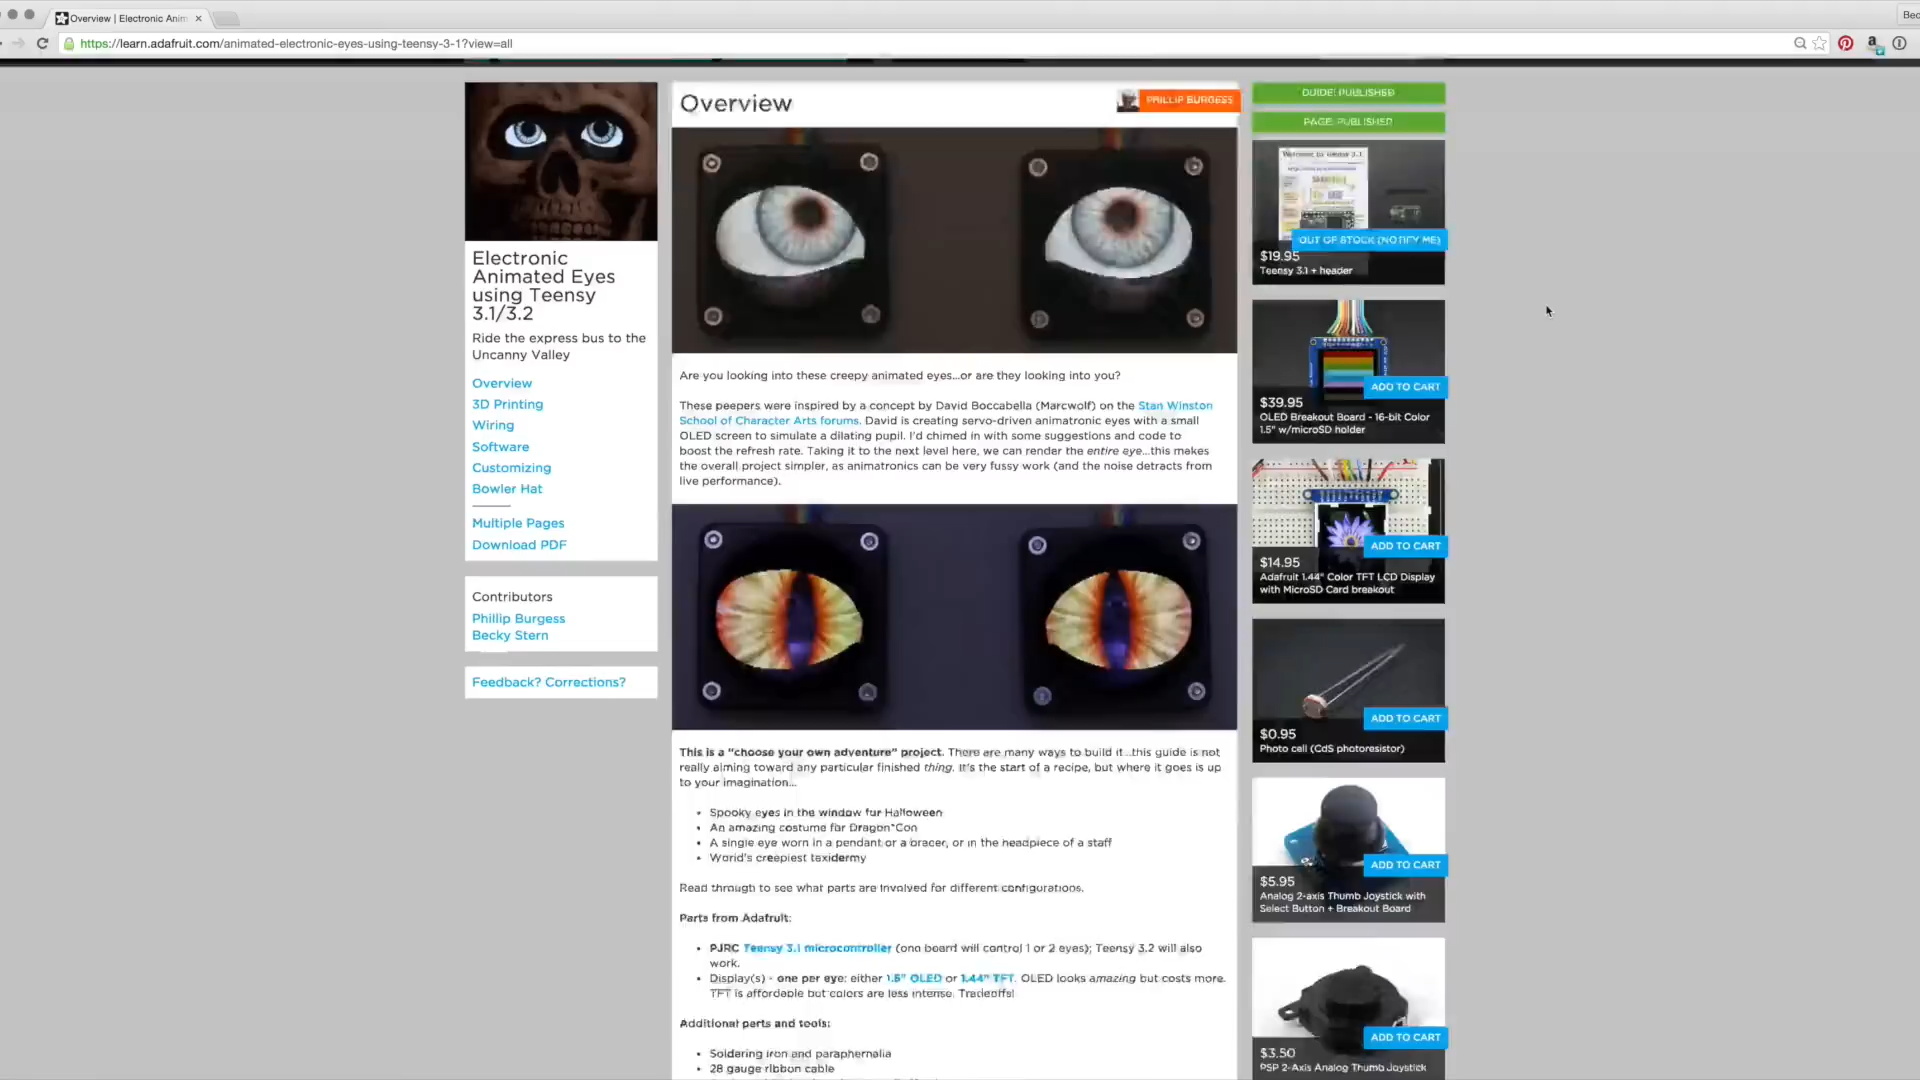 Overview | Electronic Anim
Bec
https://learn.adafruit.com/animated-electronic-eyes-using-teensy-3-1?view=all
Electronic
Animated Eyes
using Teensy
3.1/3.2
Ride the express bus to the
Uncanny Valley
Overview
3D Printing
Wiring
Software
Customizing
Bowler Hat
Multiple Pages
Download PDF
Contributors
Phillip Burgess
Becky Stern
Feedback? Corrections?
Overview
PHILLIP BURGESS
Are you looking into these creepy animated eyes...or are they looking into you?
These peepers were inspired by a concept by David Boccabella (Marcwolf) on the Stan Winston
School of Character Arts forums. David is creating servo-driven animatronic eyes with a small
OLED screen to simulate a dilating pupil. I'd chimed in with some suggestions and code to
boost the refresh rate. Taking it to the next level here, we can render the entire eye...this makes
the overall project simpler, as animatronics can be very fussy work (and the noise detracts from
live performance).
This is a "choose your own adventure" project. There are many ways to build it...this guide is not
really aiming toward any particular finished thing. It's the start of a recipe, but where it goes is up
to your imagination...
• Spooky eyes in the window for Halloween
• An amazing costume for Dragon*Con
• A single eye worn in a pendant or a bracer, or in the headpiece of a staff
• World's creepiest taxidermy
Read through to see what parts are involved for different configurations.
Parts from Adafruit:
• PJRC Teensy 3.1 microcontroller (one board will control 1 or 2 eyes); Teensy 3.2 will also
work.
• Display(s) - one per eye: either 1.5" OLED or 1.44" TFT. OLED looks amazing but costs more.
TFT is affordable but colors are less intense. Tradeoffs!
Additional parts and tools:
• Soldering iron and paraphernalia
• 28 gauge ribbon cable
GUIDE: PUBLISHED
PAGE: PUBLISHED
Welcome to Teensy 3.1
OUT OF STOCK (NOTIFY ME)
$19.95
Teensy 3.1 + header
ADD TO CART
$39.95
OLED Breakout Board - 16-bit Color
1.5" w/microSD holder
ADD TO CART
$14.95
Adafruit 1.44" Color TFT LCD Display
with MicroSD Card breakout
ADD TO CART
$0.95
Photo cell (CdS photoresistor)
ADD TO CART
$5.95
Analog 2-axis Thumb Joystick with
Select Button + Breakout Board
ADD TO CART
$3.50
PSP 2-Axis Analog Thumb Joystick